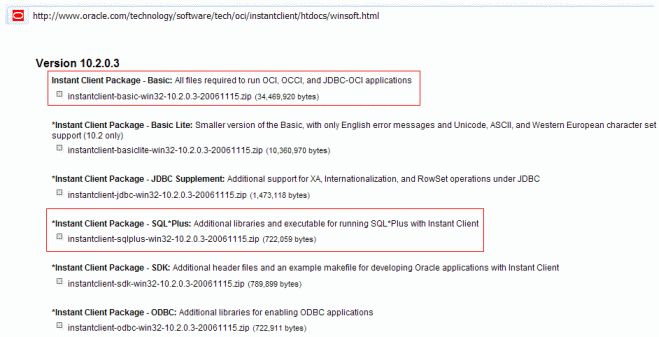 http://www.oracle.com/technology/software/tech/oci/instantclient/htdocs/winsoft.html
Version 10.2.0.3
Instant Client Package - Basic: All files required to run OCI, OCCI, and JDBC-OCI applications
instantclient-basic-win32-10.2.0.3-20061115.zip (34,469,920 bytes)
*Instant Client Package - Basic Lite: Smaller version of the Basic, with only English error messages and Unicode, ASCII, and Western European character set
support (10.2 only)
instantclient-basiclite-win32-10.2.0.3-20061115.zip (10,360,970 bytes)
*Instant Client Package - JDBC Supplement: Additional support for XA, Internationalization, and RowSet operations under JDBC
instantclient-jdbc-win32-10.2.0.3-20061115.zip (1,473,118 bytes)
*Instant Client Package - SQL*Plus: Additional libraries and executable for running SQL*Plus with Instant Client
instantclient-sqlplus-win32-10.2.0.3-20061115.zip (722,059 bytes)
*Instant Client Package - SDK: Additional header files and an example makefile for developing Oracle applications with Instant Client
instantclient-sdk-win32-10.2.0.3-20061115.zip (789,899 bytes)
*Instant Client Package - ODBC: Additional libraries for enabling ODBC applications
instantclient-odbc-win32-10.2.0.3-20061115.zip (722,911 bytes)